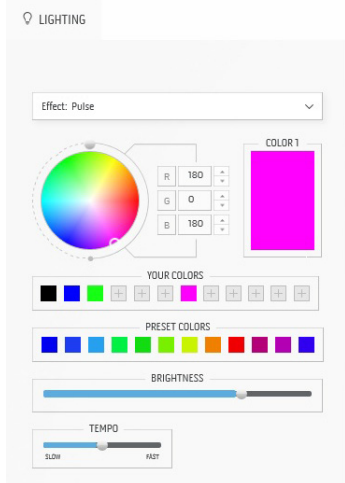 LIGHTING
Effect: Pulse
COLOR 1
R 180
G 0
B 180
YOUR COLORS
PRESET COLORS
BRIGHTNESS
TEMPO
SLOW FAST